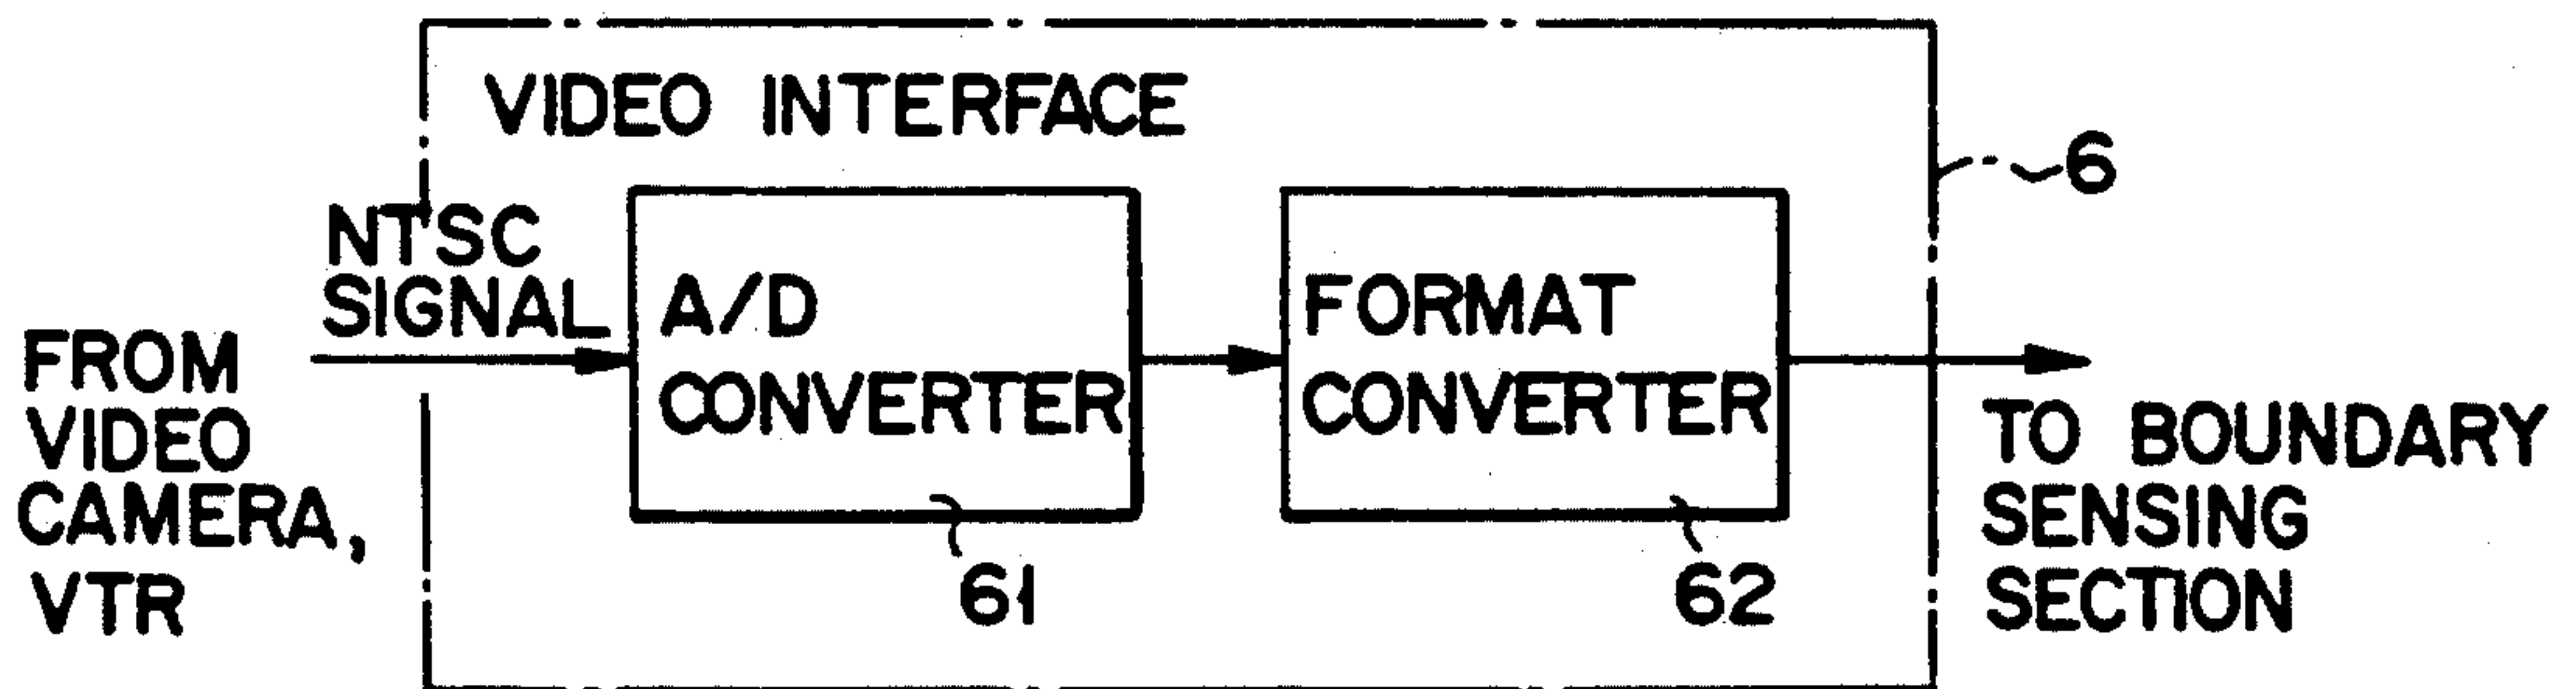 VIDEO INTERFACE
6
NTSC
SIGNAL
FROM
VIDEO
CAMERA,
VTR
A/D
CONVERTER
61
FORMAT
CONVERTER
62
TO BOUNDARY
SENSING
SECTION